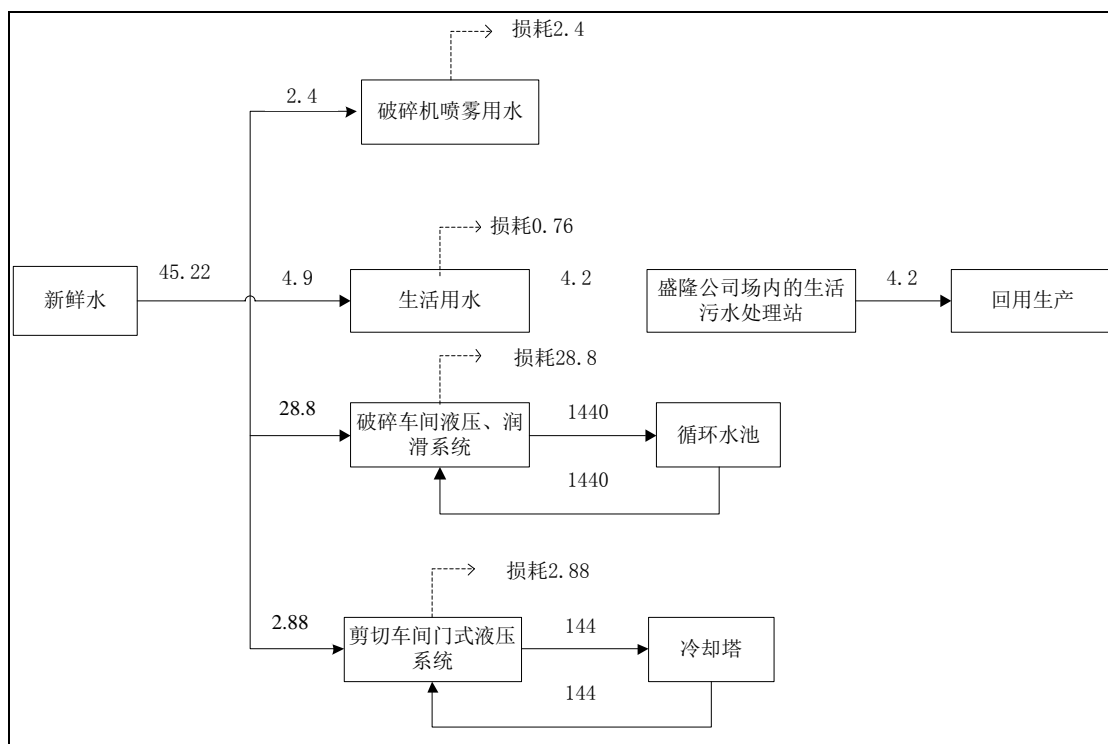 损耗2.4
2.4
破碎机喷雾用水
损耗0.76
新鲜水
45.22
4.9
生活用水
4.2
盛隆公司场内的生活
污水处理站
4.2
回用生产
损耗28.8
28.8
破碎车间液压、润
滑系统
1440
循环水池
1440
损耗2.88
2.88
剪切车间门式液压
系统
144
冷却塔
144